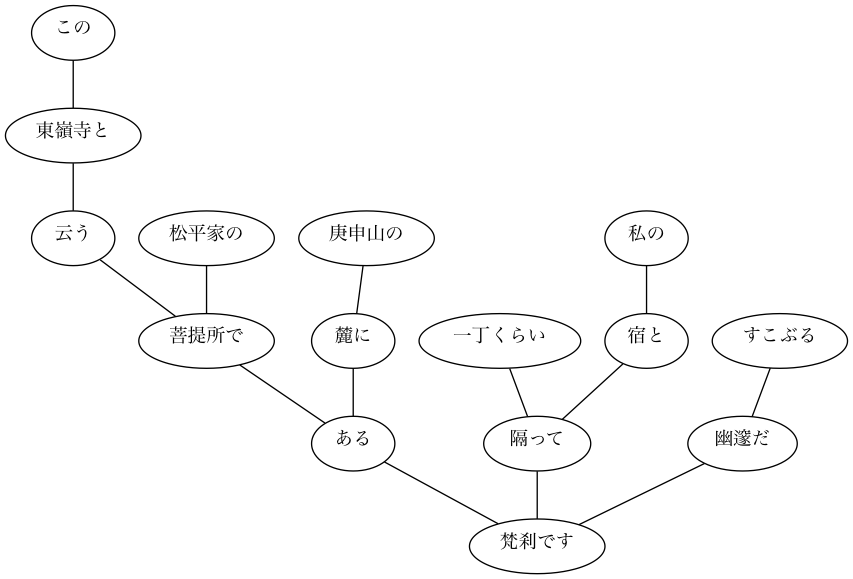 この
東嶺寺と
云う
松平家の
庚申山の
私の
菩提所で
麓に
一丁くらい
宿と
すこぶる
ある
隔って
幽邃だ
梵刹です